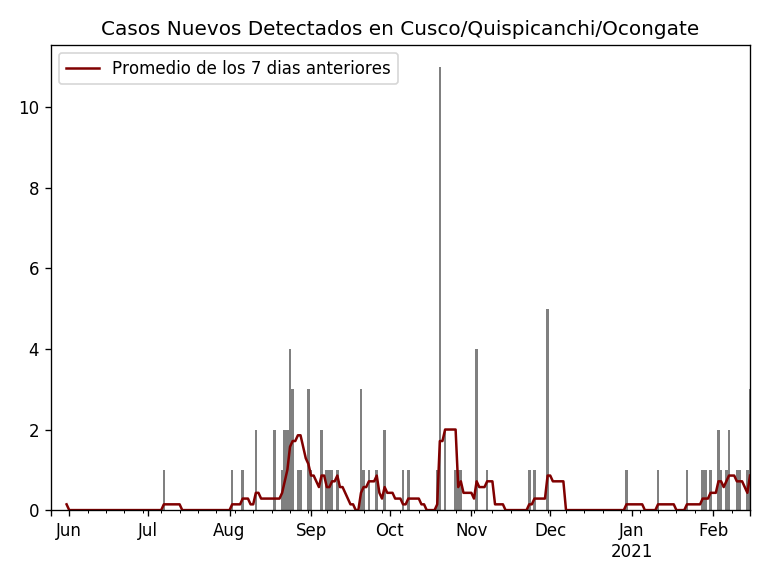 Casos Nuevos Detectados en Cusco/Quispicanchi/Ocongate
Promedio de los 7 dias anteriores
10
8
6
4
2
0
Jun Jul Aug Sep Oct Nov Dec Jan Feb
2021